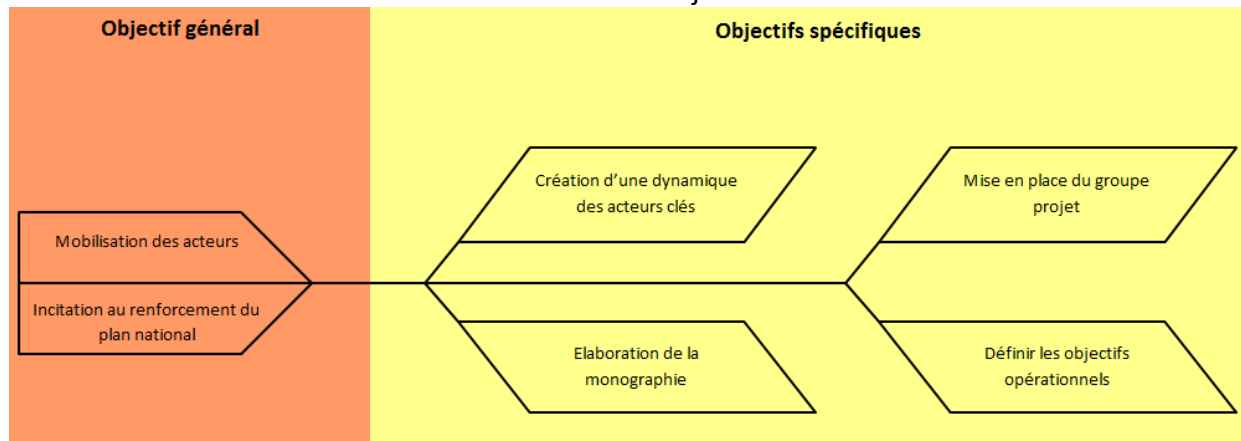 Objectif général
Objectifs spécifiques
Création d’une dynamique
des acteurs clés
Mise en place du groupe
projet
Mobilisation des acteurs
Incitation au renforcement du
plan national
Elaboration de la
monographie
Définir les objectifs
opérationnels